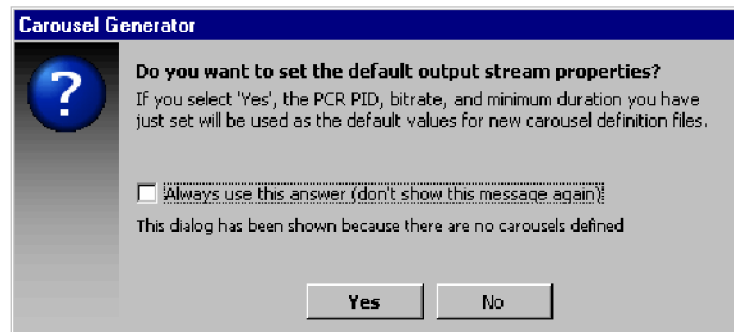 Carousel Generator
Do you want to set the default output stream properties?
If you select 'Yes', the PCR PID, bitrate, and minimum duration you have
just set will be used as the default values for new carousel definition files.
Always use this answer (don't show this message again)
This dialog has been shown because there are no carousels defined
Yes
No